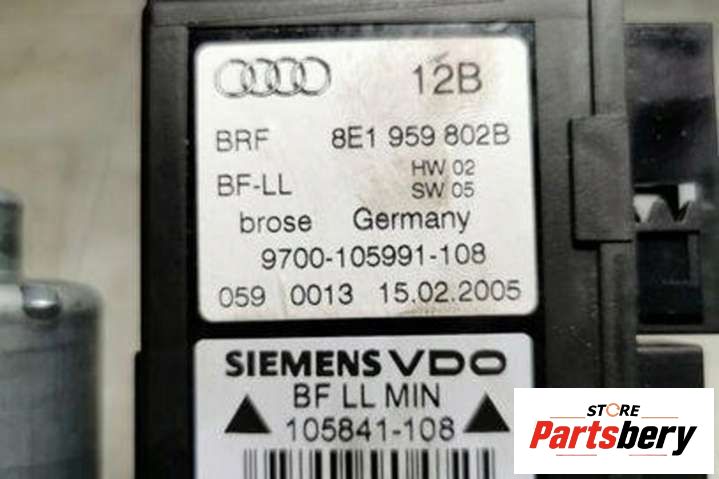 12B
BRF 8E1 959 802B
BF-LL HW 02
SW 05
brose Germany
9700-105991-108
059 0013 15.02.2005
SIEMENS VDO
BF LL MIN
105841-108
STORE
Partsbery